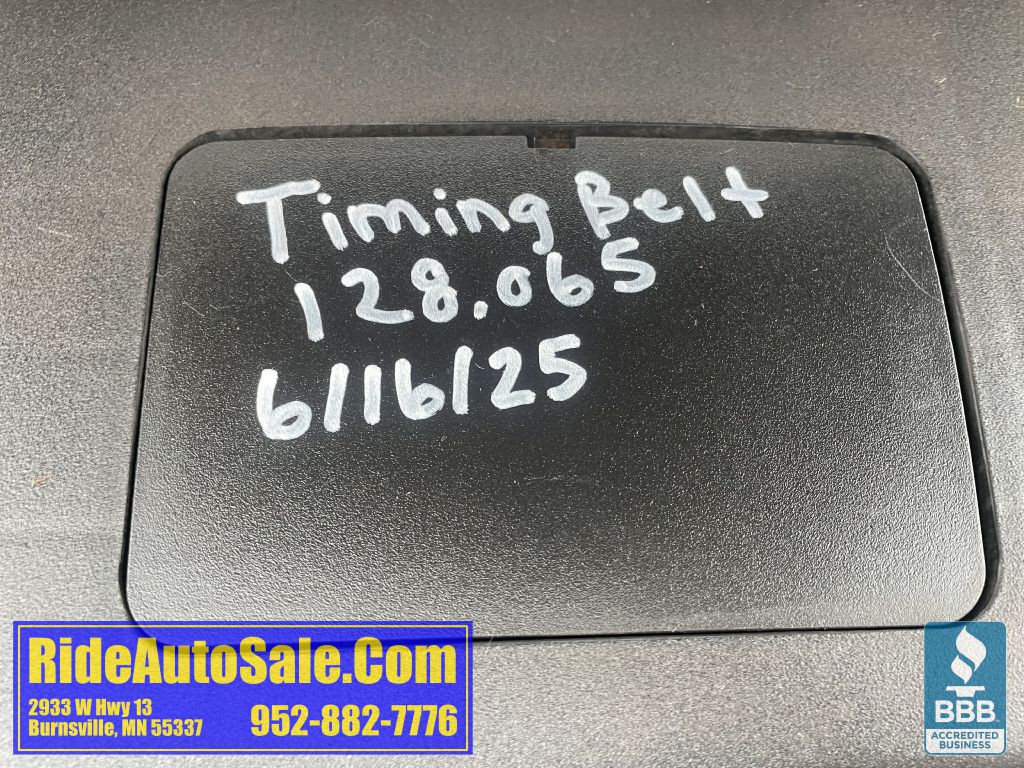 Timing Belt
128.065
6/16/25
RideAutoSale.Com
2933 W Hwy 13
Burnsville, MN 55337
952-882-7776
BBB
ACCREDITED
BUSINESS